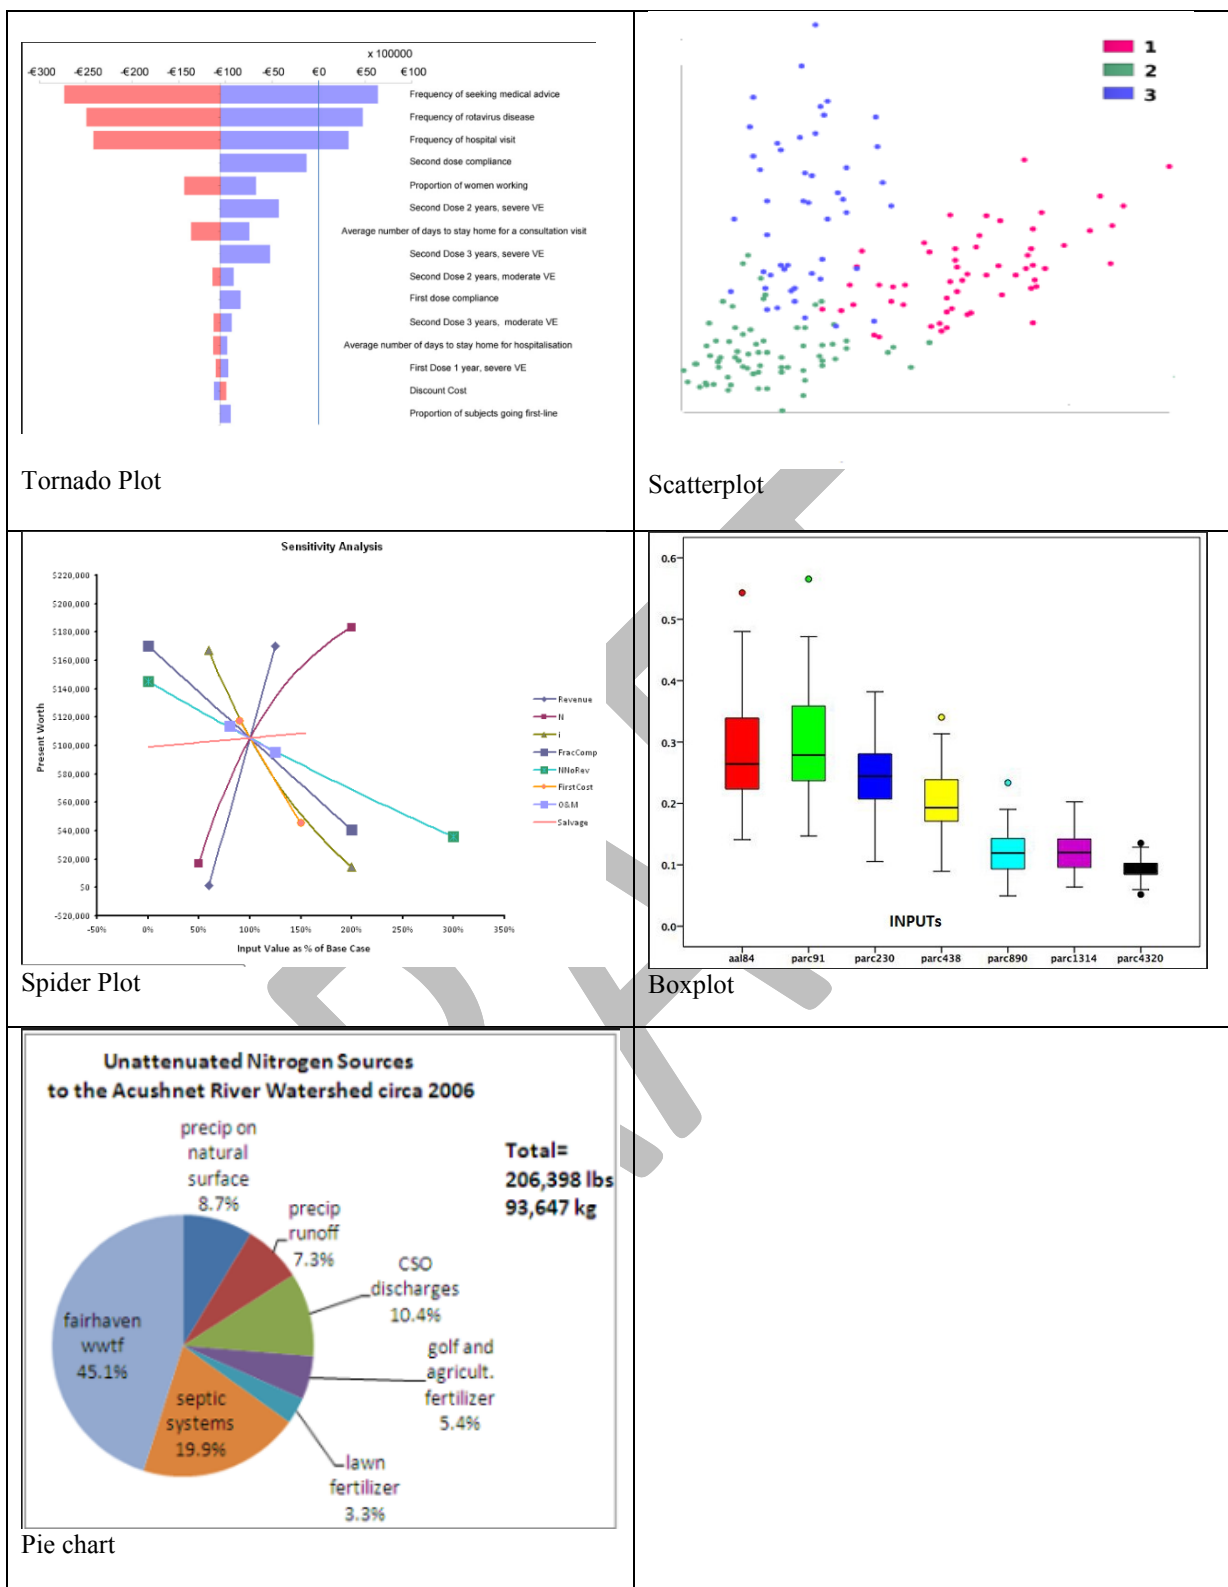 x 100000
-€300 -€250 -€200 -€150 -€100 -€50 €0 €50 €100
Frequency of seeking medical advice
Frequency of rotavirus disease
Frequency of hospital visit
Second dose compliance
Proportion of women working
Second Dose 2 years, severe VE
Average number of days to stay home for a consultation visit
Second Dose 3 years, severe VE
Second Dose 2 years, moderate VE
First dose compliance
Second Dose 3 years, moderate VE
Average number of days to stay home for hospitalisation
First Dose 1 year, severe VE
Discount Cost
Proportion of subjects going first-line
Tornado Plot
1
2
3
Scatterplot
Sensitivity Analysis
$220,000
$200,000
$180,000
$160,000
$140,000
$120,000
$100,000
$80,000
$60,000
$40,000
$20,000
$0
-$20,000
Present Worth
-50% 0% 50% 100% 150% 200% 250% 300% 350%
Input Value as % of Base Case
Revenue
N
i
FracComp
NNoRev
FirstCost
O&M
Salvage
Spider Plot
0.6
0.5
0.4
0.3
0.2
0.1
0.0
INPUTs
aal84 parc91 parc230 parc438 parc890 parc1314 parc4320
Boxplot
Unattenuated Nitrogen Sources
to the Acushnet River Watershed circa 2006
Total=
206,398 lbs
93,647 kg
precip on
natural
surface
8.7%
precip
runoff
7.3%
CSO
discharges
10.4%
golf and
agricult.
fertilizer
5.4%
lawn
fertilizer
3.3%
septic
systems
19.9%
fairhaven
wwtf
45.1%
Pie chart